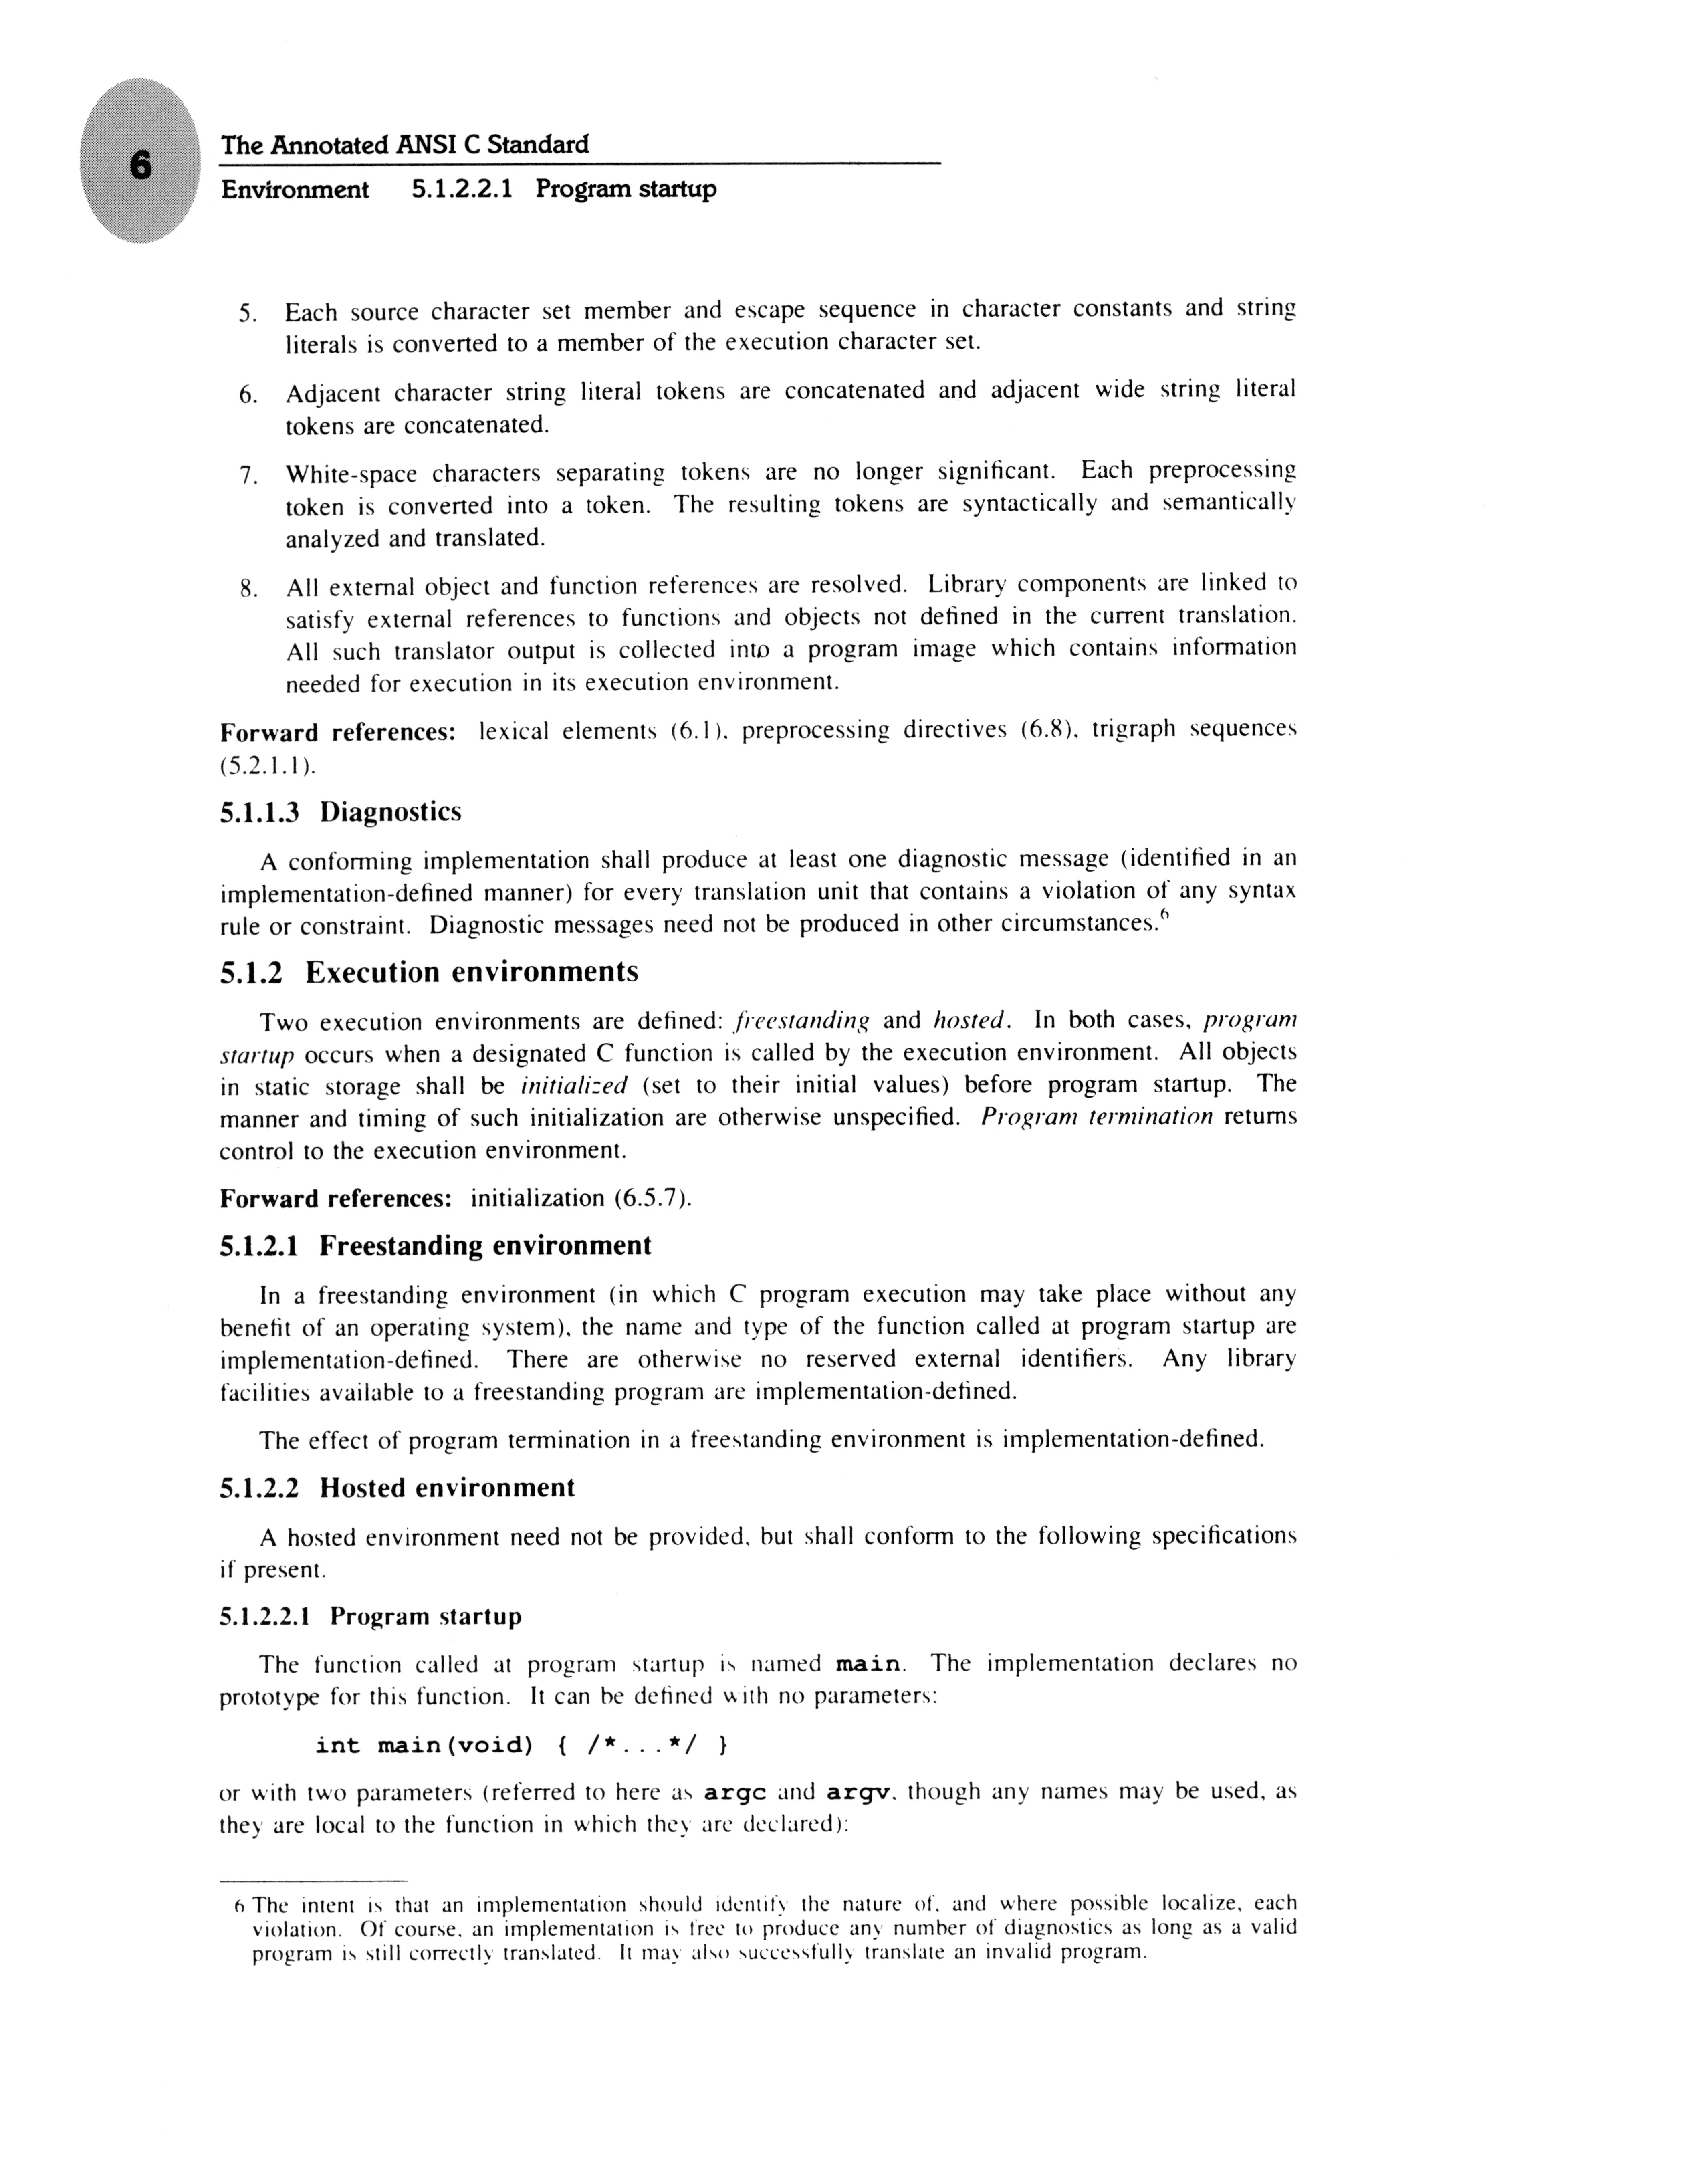 6
The Annotated ANSI C Standard
Environment 5.1.2.2.1 Program startup
5. Each source character set member and escape sequence in character constants and string
literals is converted to a member of the execution character set.
6. Adjacent character string literal tokens are concatenated and adjacent wide string literal
tokens are concatenated.
7. White-space characters separating tokens are no longer significant. Each preprocessing
token is converted into a token. The resulting tokens are syntactically and semantically
analyzed and translated.
8. All external object and function references are resolved. Library components are linked to
satisfy external references to functions and objects not defined in the current translation.
All such translator output is collected into a program image which contains information
needed for execution in its execution environment.
Forward references: lexical elements (6.1), preprocessing directives (6.8), trigraph sequences
(5.2.1.1).
5.1.1.3 Diagnostics
A conforming implementation shall produce at least one diagnostic message (identified in an
implementation-defined manner) for every translation unit that contains a violation of any syntax
rule or constraint. Diagnostic messages need not be produced in other circumstances.6
5.1.2 Execution environments
Two execution environments are defined: freestanding and hosted. In both cases, program
startup occurs when a designated C function is called by the execution environment. All objects
in static storage shall be initialized (set to their initial values) before program startup. The
manner and timing of such initialization are otherwise unspecified. Program termination returns
control to the execution environment.
Forward references: initialization (6.5.7).
5.1.2.1 Freestanding environment
In a freestanding environment (in which C program execution may take place without any
benefit of an operating system), the name and type of the function called at program startup are
implementation-defined. There are otherwise no reserved external identifiers. Any library
facilities available to a freestanding program are implementation-defined.
The effect of program termination in a freestanding environment is implementation-defined.
5.1.2.2 Hosted environment
A hosted environment need not be provided, but shall conform to the following specifications
if present.
5.1.2.2.1 Program startup
The function called at program startup is named main. The implementation declares no
prototype for this function. It can be defined with no parameters:
int main(void) { /*...*/ }
or with two parameters (referred to here as argc and argv, though any names may be used, as
they are local to the function in which they are declared):
6 The intent is that an implementation should identify the nature of, and where possible localize, each
violation. Of course, an implementation is free to produce any number of diagnostics as long as a valid
program is still correctly translated. It may also successfully translate an invalid program.